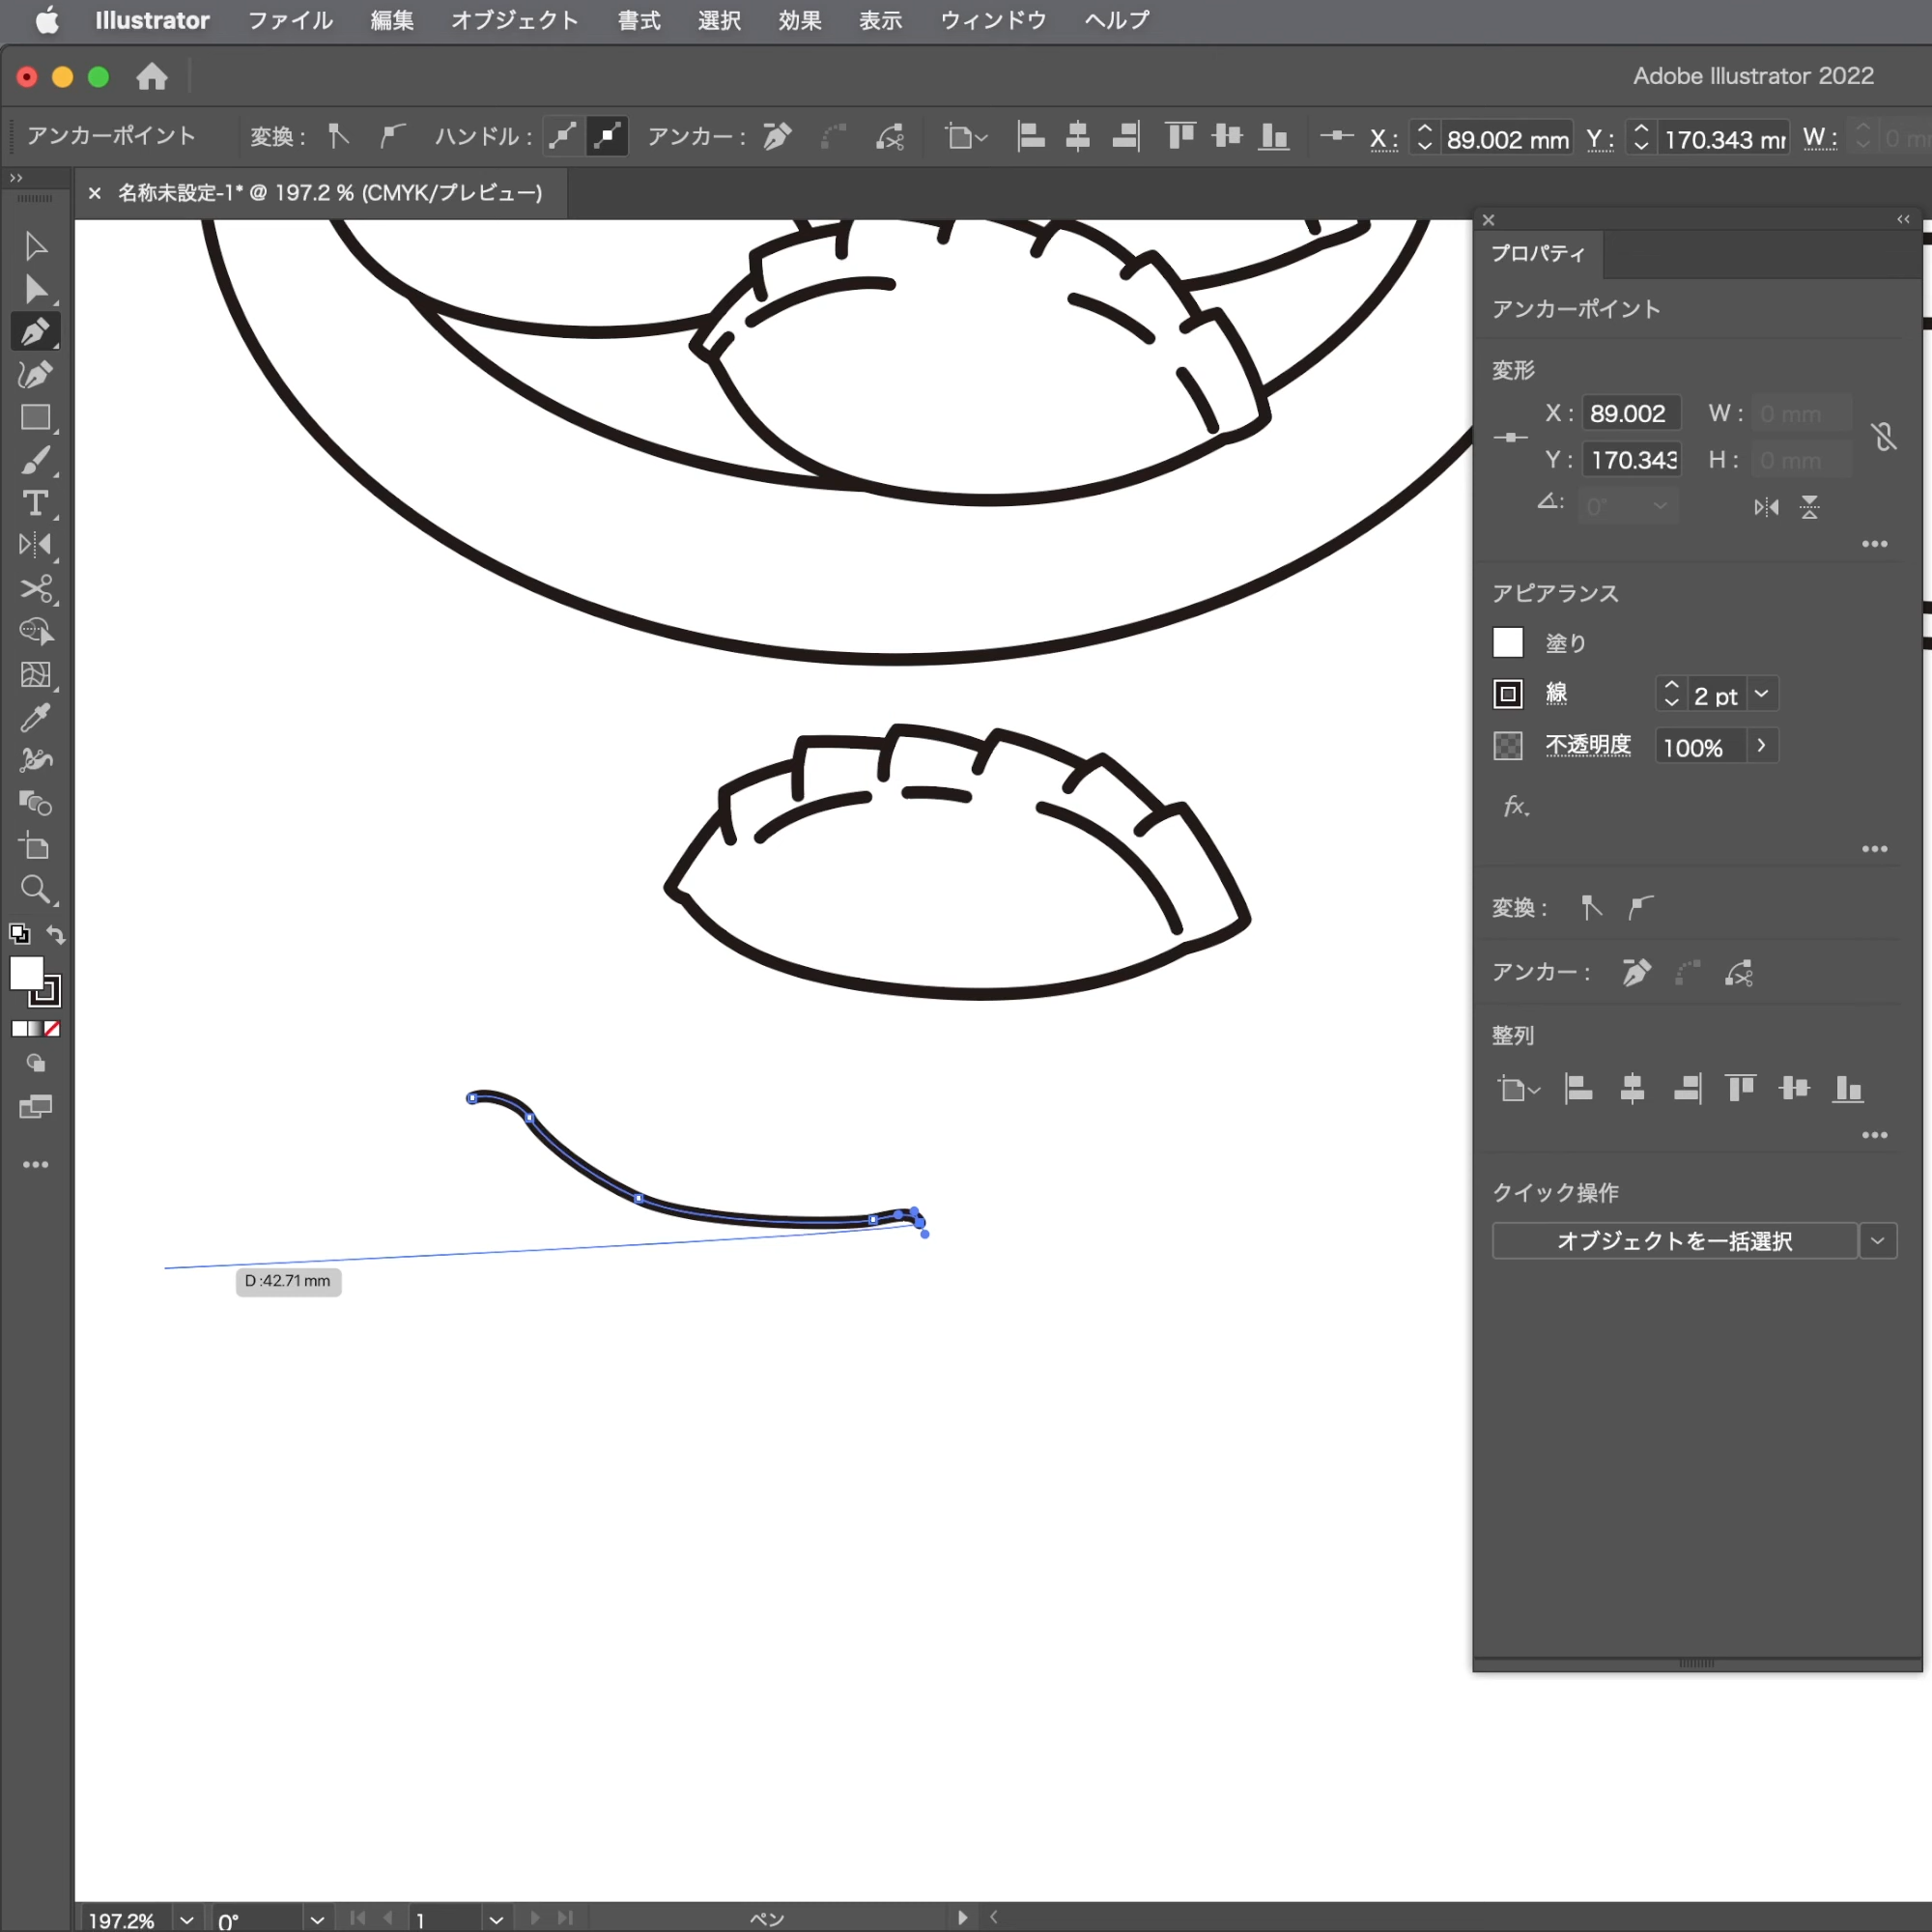 Illustrator ファイル 編集 オブジェクト 書式 選択 効果 表示 ウィンドウ ヘルプ
Adobe Illustrator 2022
アンカーポイント 変換: ハンドル: アンカー: X: 89.002 mm Y: 170.343 mm W: 0 mm
× 名称未設定-1* @ 197.2 % (CMYK/プレビュー)
プロパティ
アンカーポイント
変形
X: 89.002 W: 0 mm
Y: 170.343 H: 0 mm
0°
アピアランス
塗り
線 2 pt
不透明度 100%
fx.
変換:
アンカー:
整列
クイック操作
オブジェクトを一括選択
D:42.71 mm
197.2% 0° 1 ペン